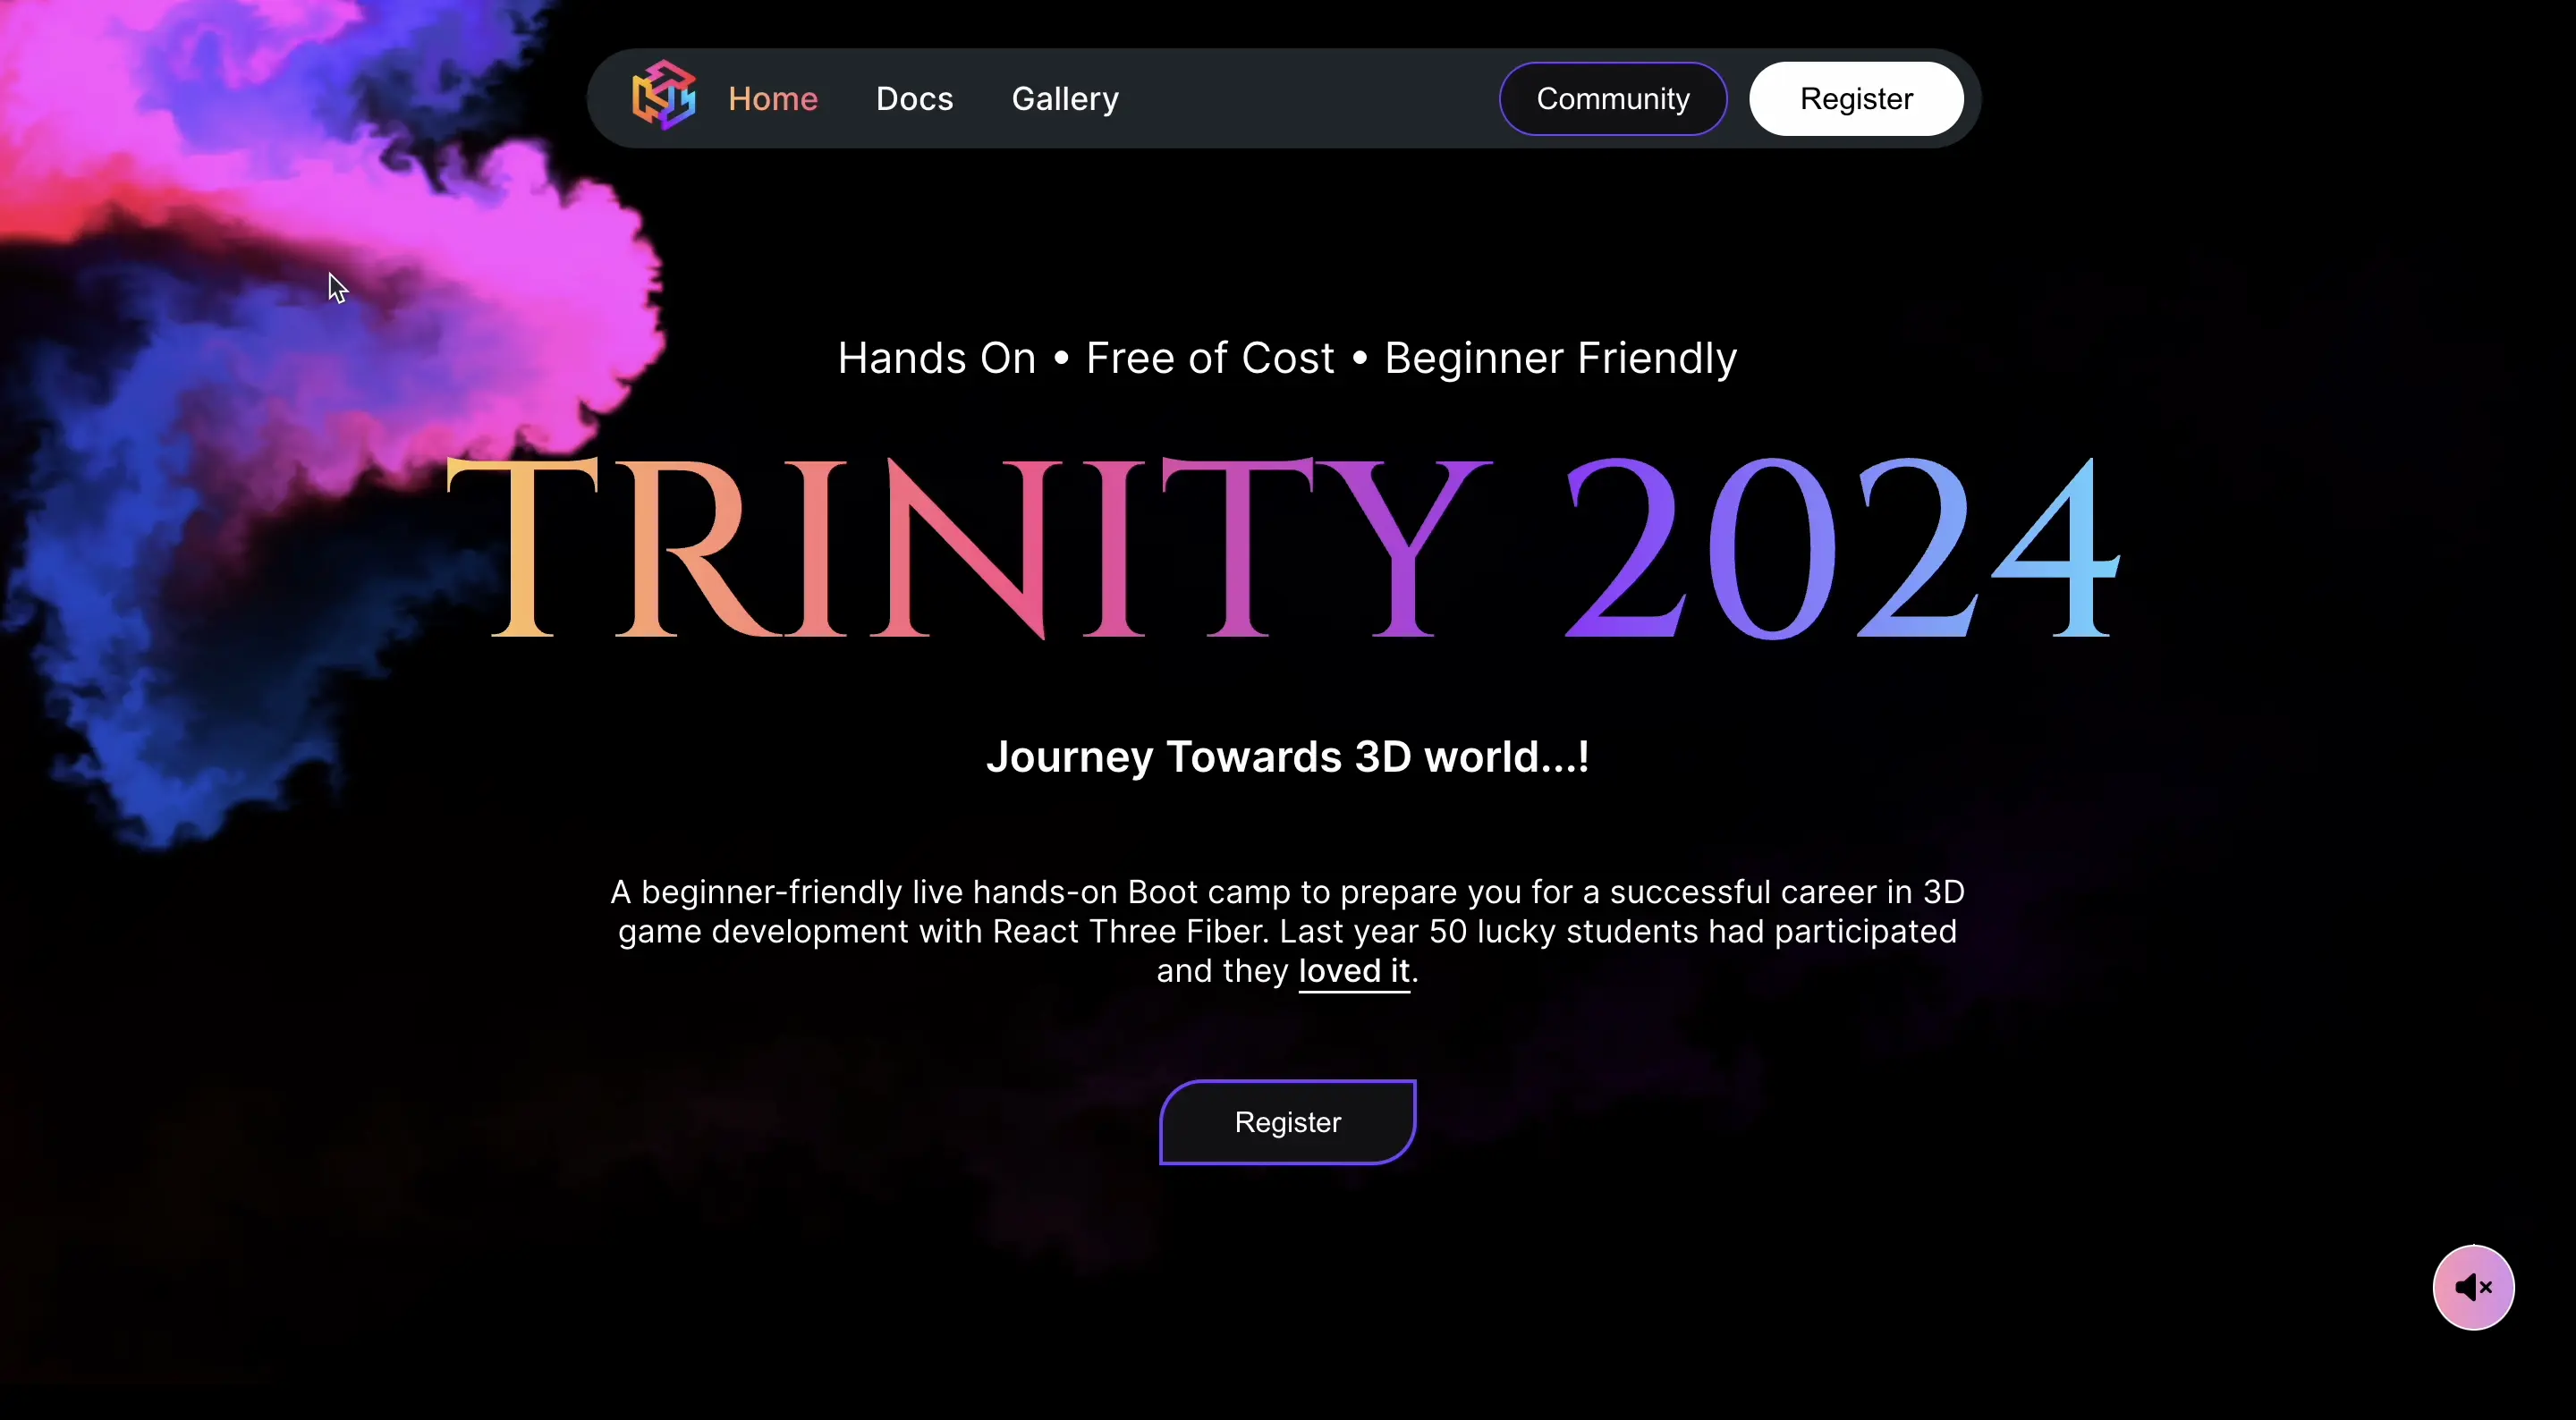 Home Docs Gallery Community Register
Hands On • Free of Cost • Beginner Friendly
TRINITY 2024
Journey Towards 3D world...!
A beginner-friendly live hands-on Boot camp to prepare you for a successful career in 3D
game development with React Three Fiber. Last year 50 lucky students had participated
and they loved it.
Register